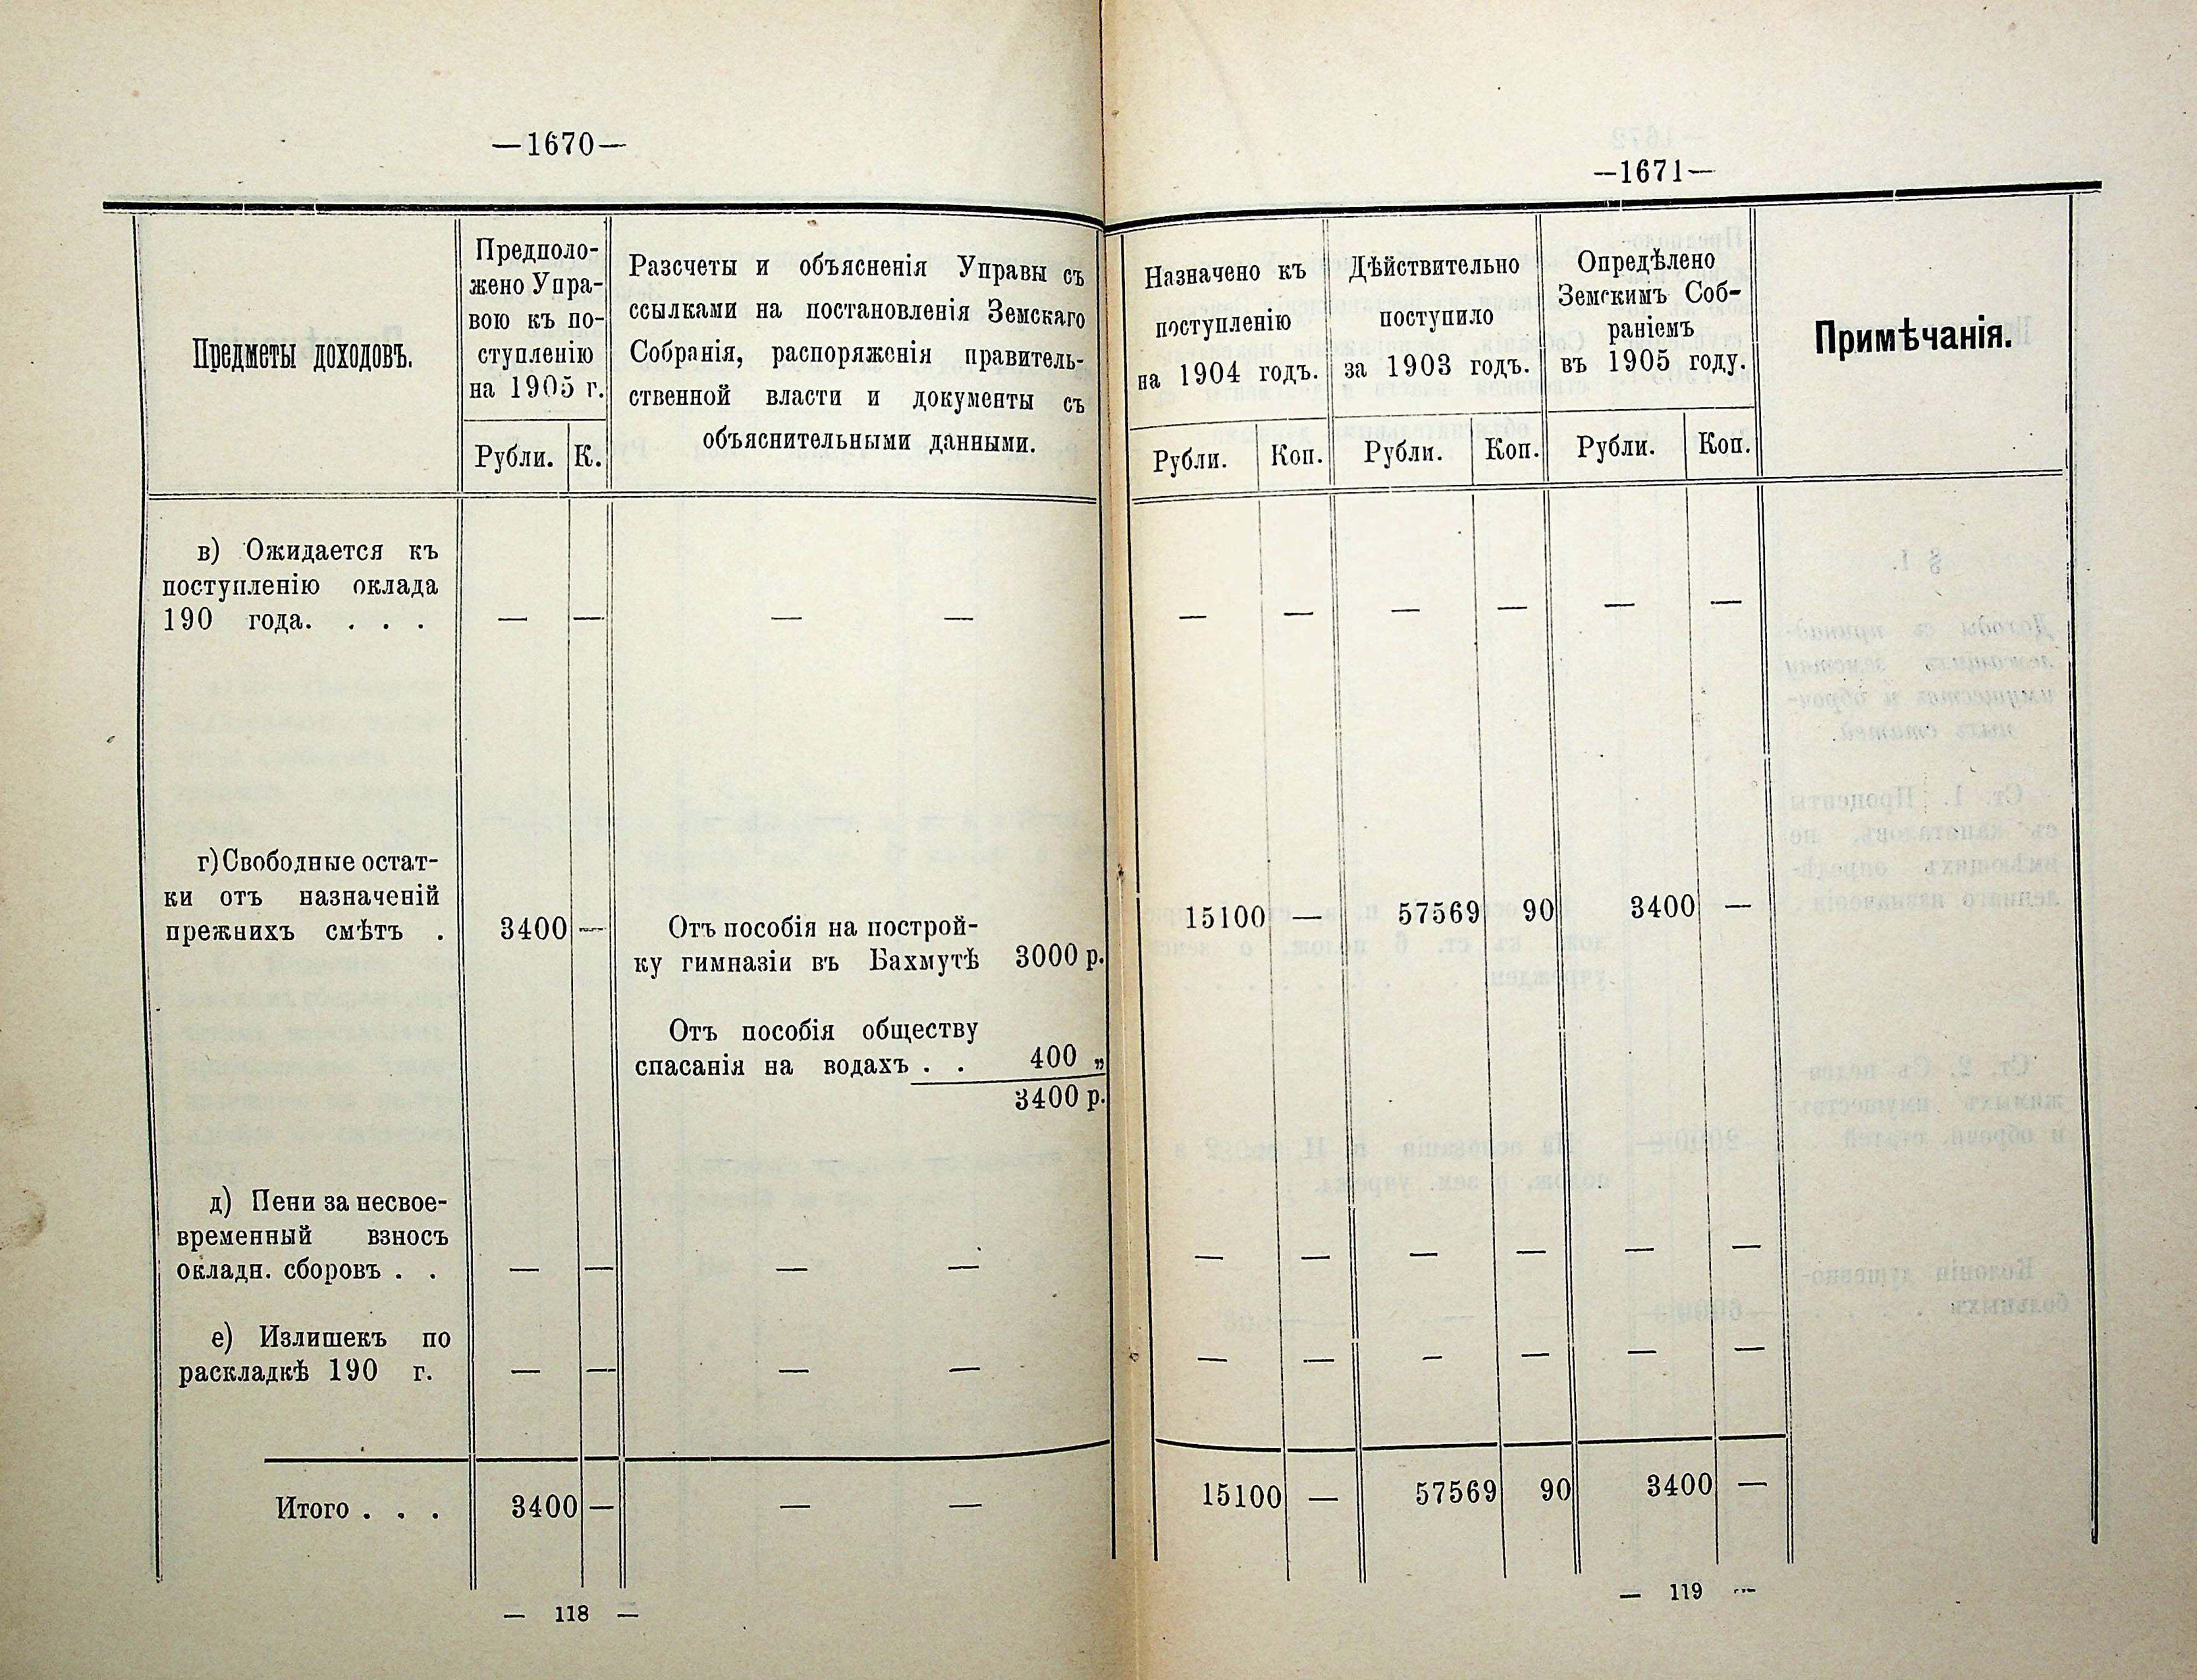 —1670—
Предметы доходовъ.
Предполо-
жено Упра-
вою къ по-
ступленію
на 1905 г.
Рубли. К.
Разсчеты и объясненія Управы съ
ссылками на постановленія Земскаго
Собранія, распоряженія правитель-
ственной власти и документы съ
объяснительными данными.
в) Ожидается къ
поступленію оклада
190 года. . . . — — — —
г) Свободные остат-
ки отъ назначеній
прежнихъ смѣтъ . 3400 —
Отъ пособія на построй-
ку гимназіи въ Бахмутѣ 3000 р.
Отъ пособія обществу
спасанія на водахъ . . 400 „
3400 р.
д) Пени за несвое-
временный взносъ
окладн. сборовъ . . — — — —
е) Излишекъ по
раскладкѣ 190 г. — — — —
Итого . . . 3400 — — —
— 118 —
—1671—
Назначено къ
поступленію
на 1904 годъ.
Рубли. Коп.
Дѣйствительно
поступило
за 1903 годъ.
Рубли. Коп.
Опредѣлено
Земскимъ Соб-
раніемъ
въ 1905 году.
Рубли. Коп.
Примѣчанія.
— — — — — —
15100 — 57569 90 3400 —
— — — — — —
— — — — — —
15100 — 57569 90 3400 —
— 119 —